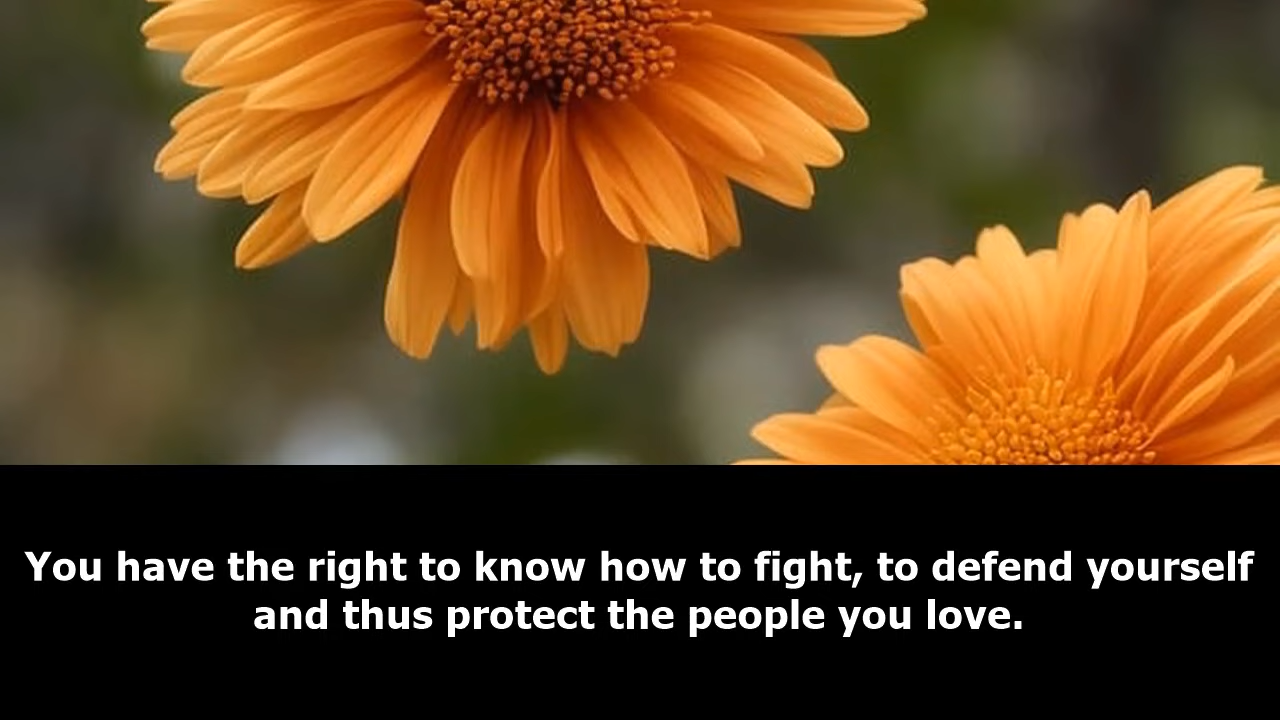 You have the right to know how to fight, to defend yourself
and thus protect the people you love.